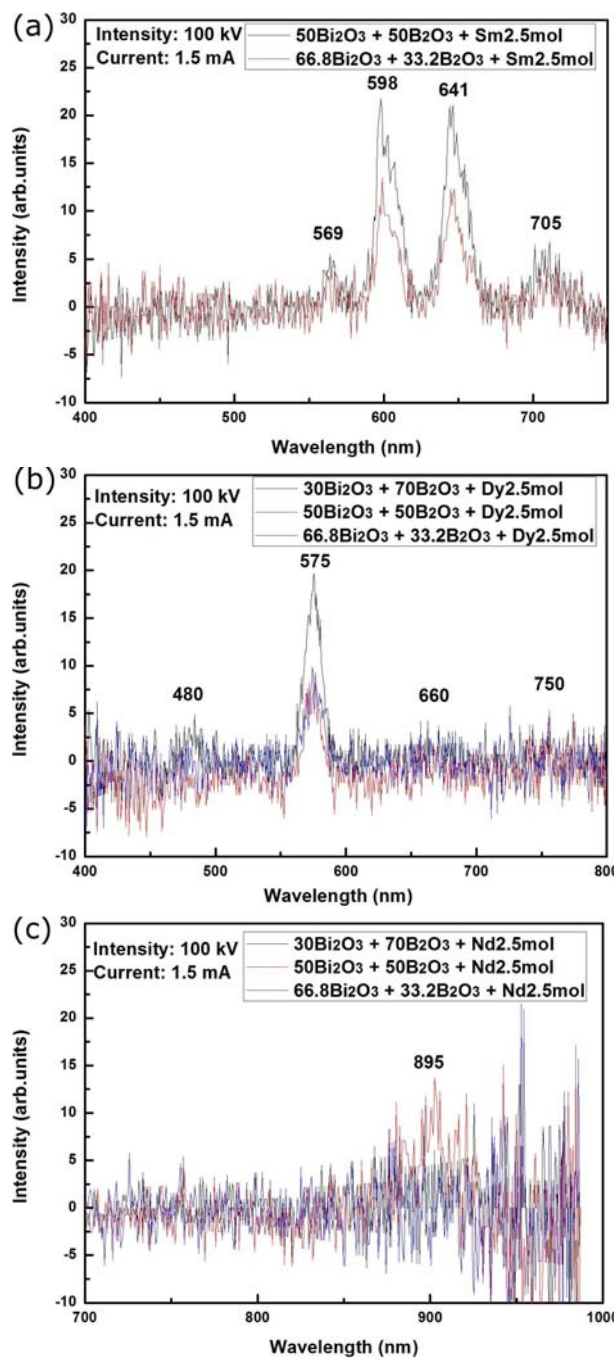 (a)
Intensity: 100 kV
Current: 1.5 mA
50Bi2O3 + 50B2O3 + Sm2.5mol
66.8Bi2O3 + 33.2B2O3 + Sm2.5mol
598
641
569
705
30
25
20
15
10
5
0
-5
-10
Intensity (arb.units)
400 500 600 700
Wavelength (nm)
(b)
Intensity: 100 kV
Current: 1.5 mA
30Bi2O3 + 70B2O3 + Dy2.5mol
50Bi2O3 + 50B2O3 + Dy2.5mol
66.8Bi2O3 + 33.2B2O3 + Dy2.5mol
575
480
660
750
30
25
20
15
10
5
0
-5
-10
Intensity (arb.units)
400 500 600 700 800
Wavelength (nm)
(c)
Intensity: 100 kV
Current: 1.5 mA
30Bi2O3 + 70B2O3 + Nd2.5mol
50Bi2O3 + 50B2O3 + Nd2.5mol
66.8Bi2O3 + 33.2B2O3 + Nd2.5mol
895
30
25
20
15
10
5
0
-5
-10
Intensity (arb.units)
700 800 900 1000
Wavelength (nm)